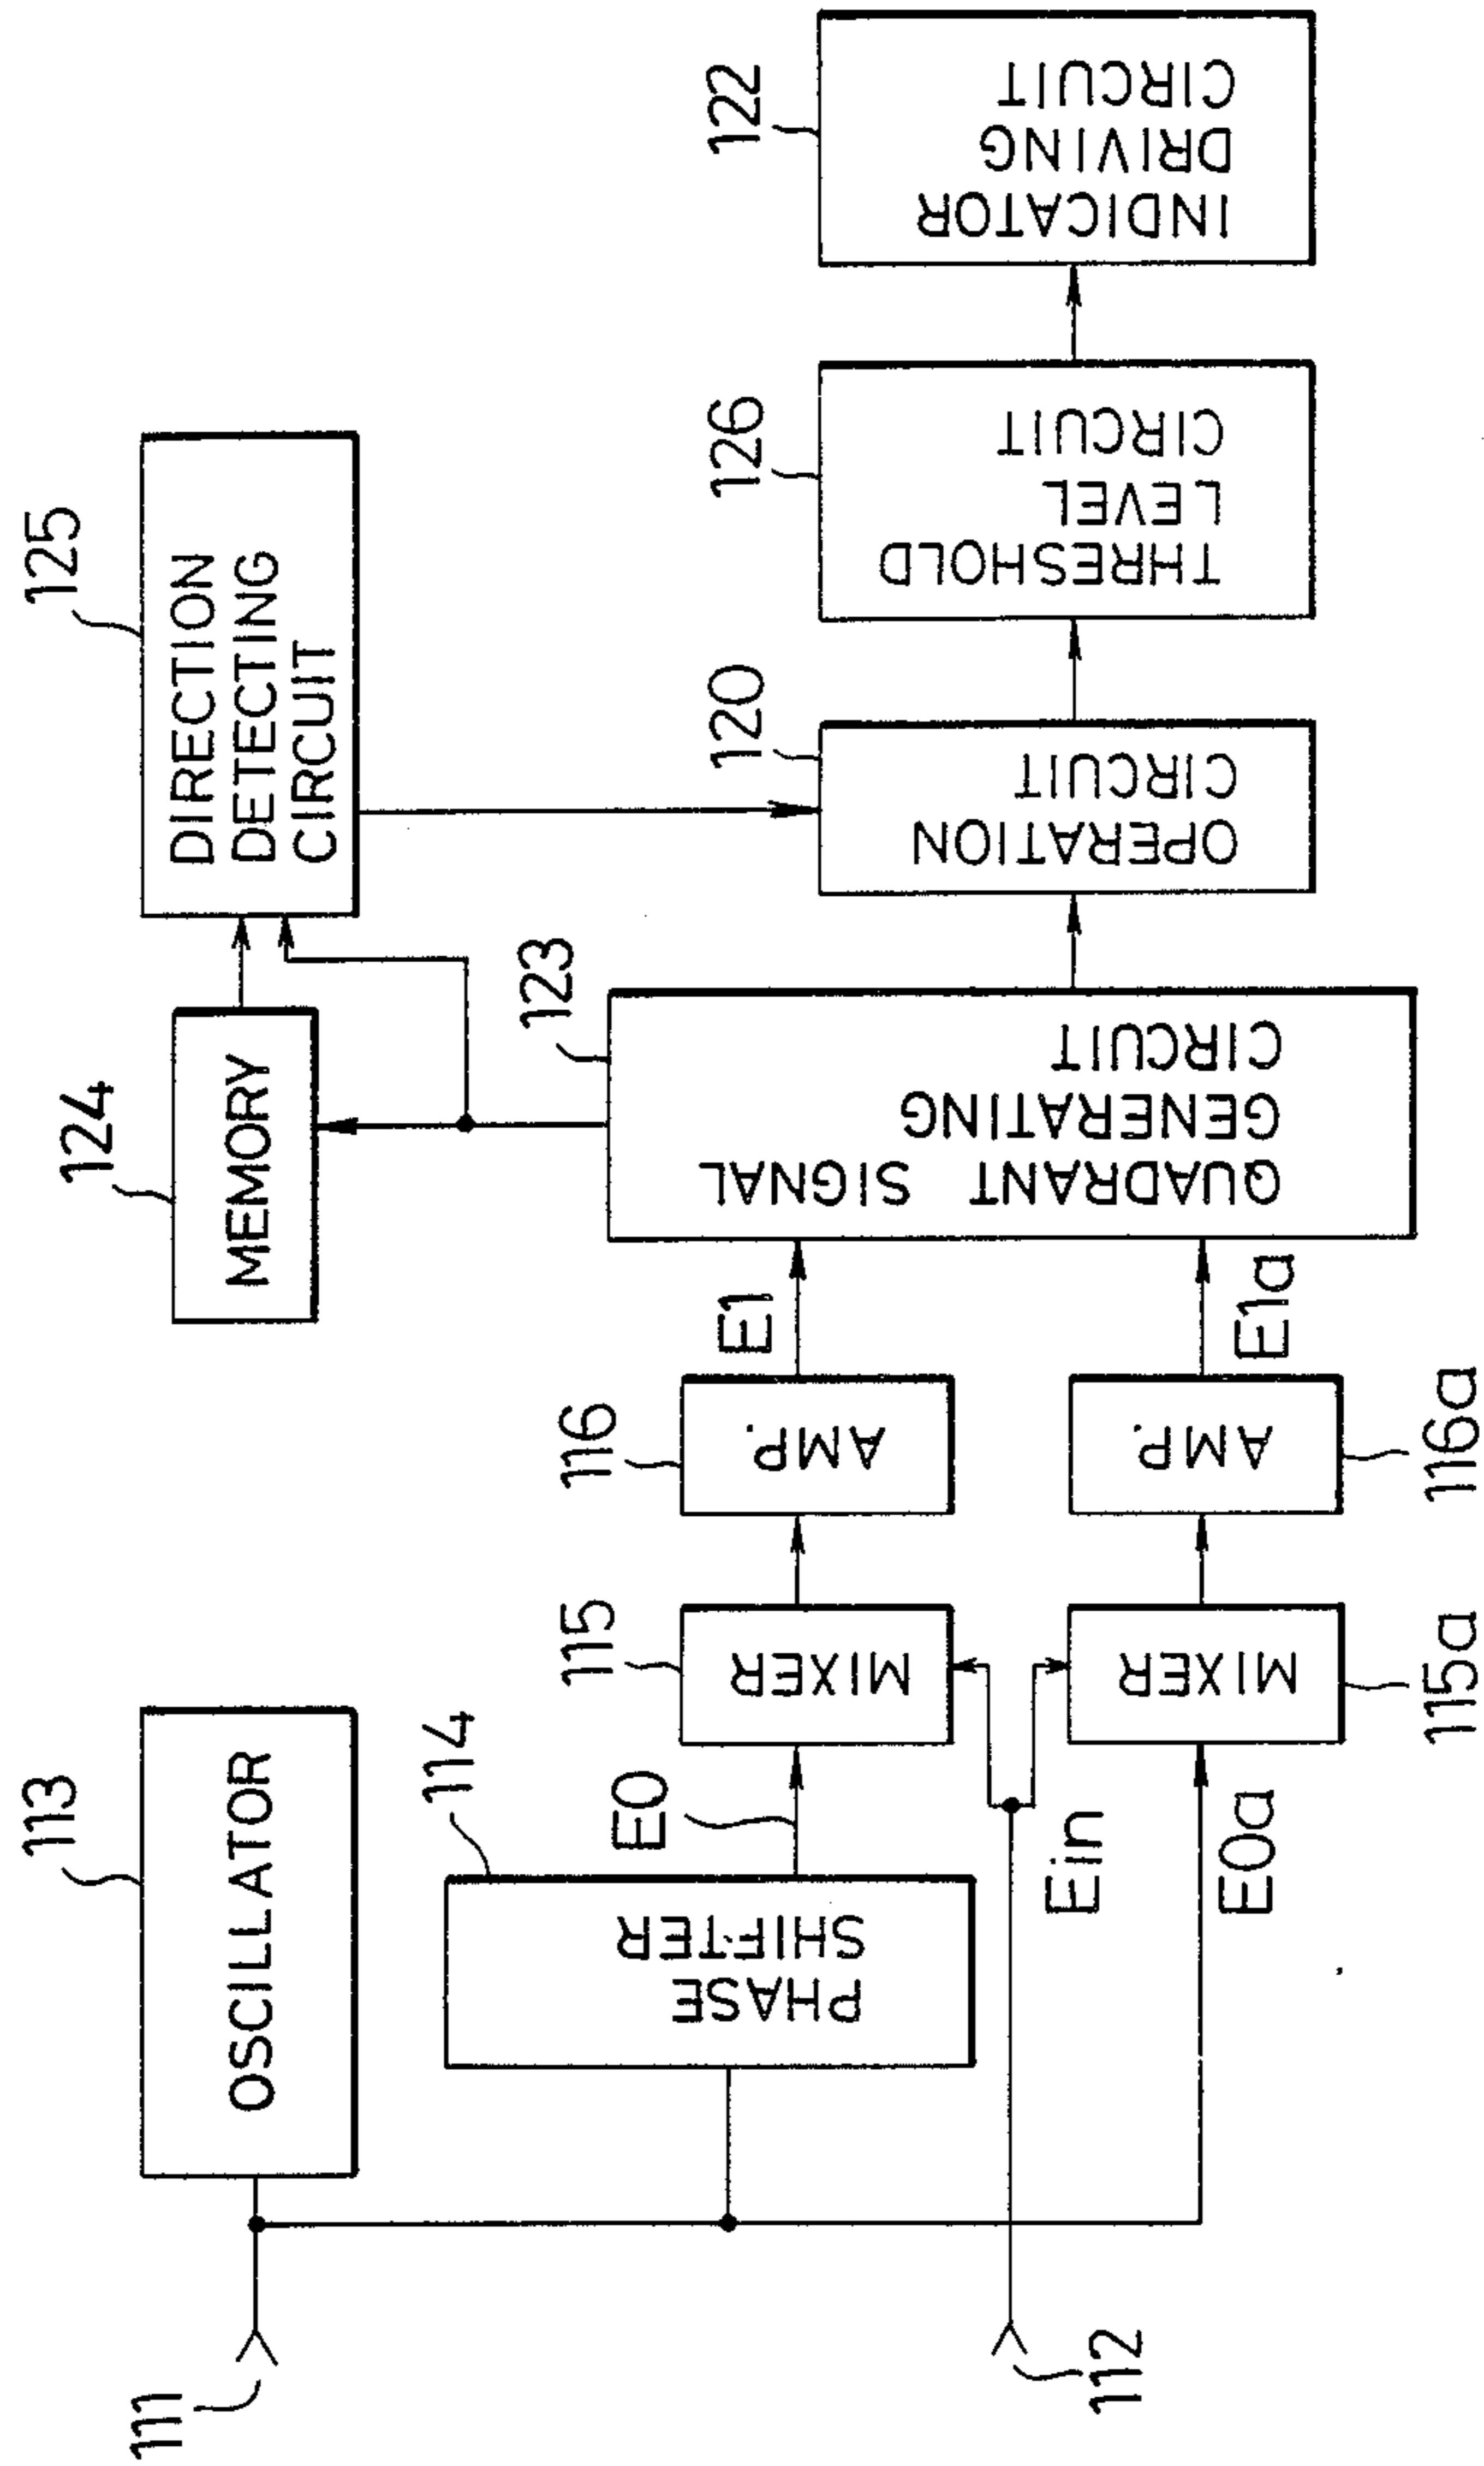 111
113
OSCILLATOR
124
MEMORY
125
DIRECTION
DETECTING
CIRCUIT
114
PHASE
SHIFTER
E0
115
MIXER
116
AMP.
E1
123
QUADRANT SIGNAL
GENERATING
CIRCUIT
120
OPERATION
CIRCUIT
126
THRESHOLD
LEVEL
CIRCUIT
122
INDICATOR
DRIVING
CIRCUIT
112
Ein
E0a
115a
MIXER
116a
AMP.
E1a